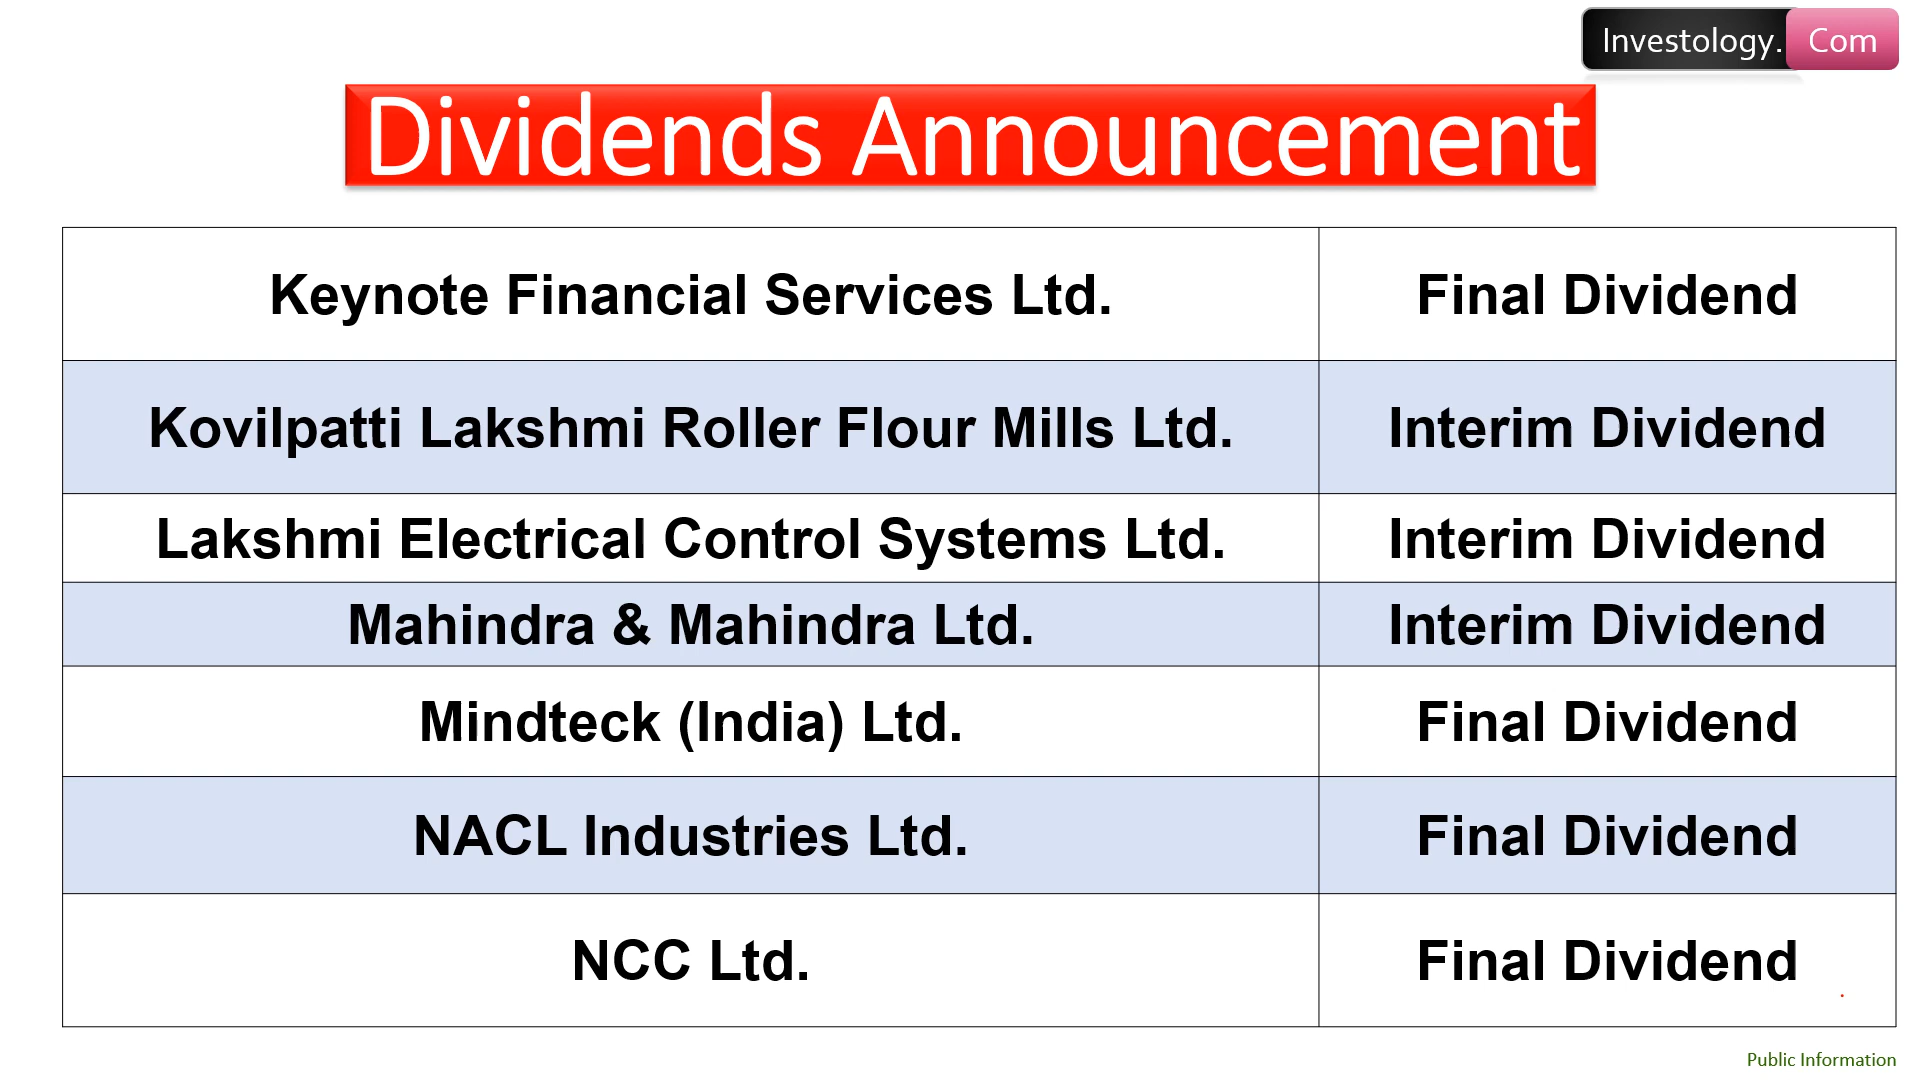 Investology. Com
Dividends Announcement
Keynote Financial Services Ltd. Final Dividend
Kovilpatti Lakshmi Roller Flour Mills Ltd. Interim Dividend
Lakshmi Electrical Control Systems Ltd. Interim Dividend
Mahindra & Mahindra Ltd. Interim Dividend
Mindteck (India) Ltd. Final Dividend
NACL Industries Ltd. Final Dividend
NCC Ltd. Final Dividend
Public Information